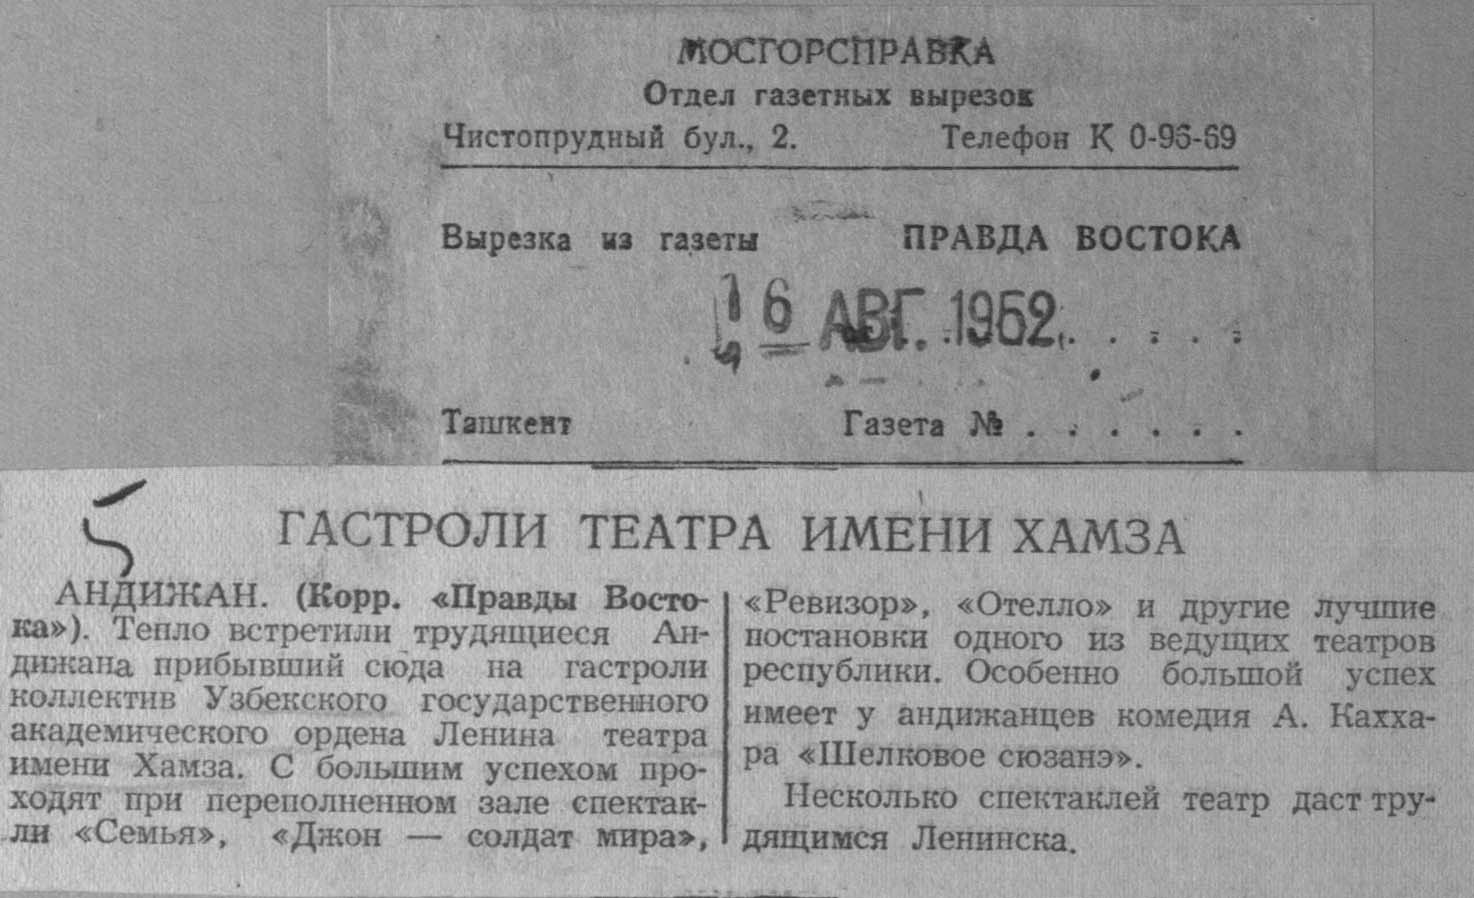 МОСГОРСПРАВКА
Отдел газетных вырезок
Чистопрудный бул., 2. Телефон К 0-96-69
Вырезка из газеты ПРАВДА ВОСТОКА
16 АВГ. 1952
Ташкент Газета № . . . . . .
5
ГАСТРОЛИ ТЕАТРА ИМЕНИ ХАМЗА
АНДИЖАН. (Корр. «Правды Восто-
ка»). Тепло встретили трудящиеся Ан-
дижана прибывший сюда на гастроли
коллектив Узбекского государственного
академического ордена Ленина театра
имени Хамза. С большим успехом про-
ходят при переполненном зале спектак-
ли «Семья», «Джон — солдат мира»,
«Ревизор», «Отелло» и другие лучшие
постановки одного из ведущих театров
республики. Особенно большой успех
имеет у андижанцев комедия А. Каххա-
ра «Шелковое сюзанэ».
Несколько спектаклей театр даст тру-
дящимся Ленинска.